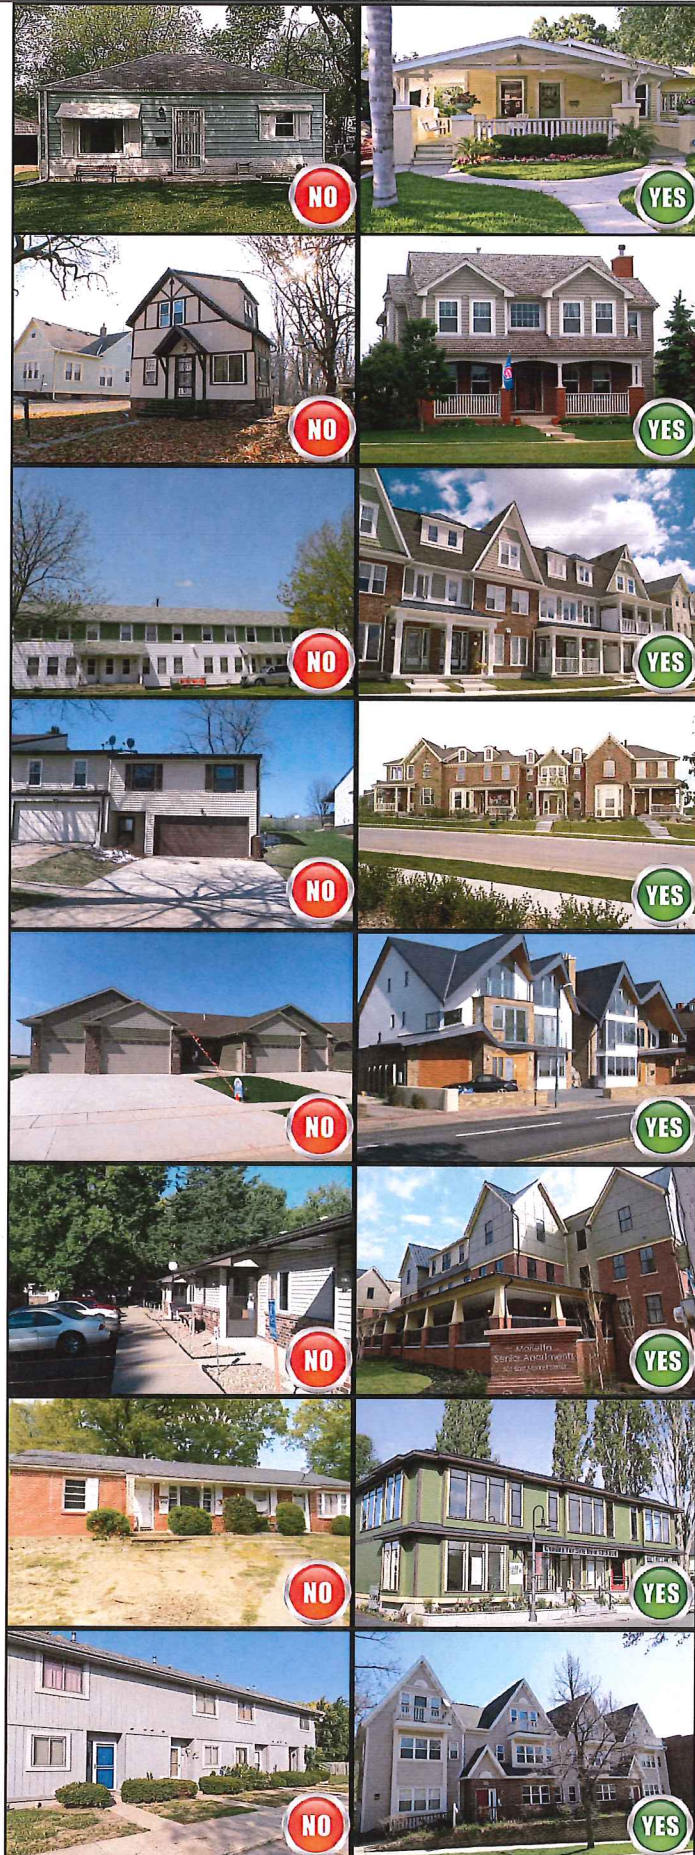 NO
YES
NO
YES
NO
YES
NO
YES
NO
YES
Marietta
Senior Apartments
NO
YES
NO
YES
NO
YES